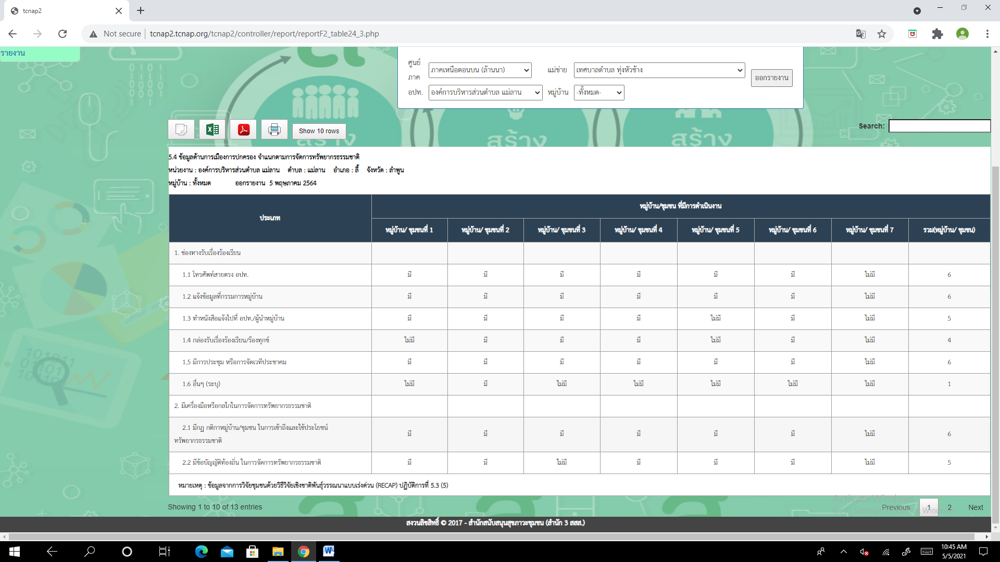 tcnap2
Not secure tcnap2.tcnap.org/tcnap2/controller/report/reportF2_table24_3.php
รายงาน
ศูนย์ภาค ภาคเหนือตอนบน (ล้านนา) แม่ข่าย เทศบาลตำบล ทุ่งหัวช้าง ออกรายงาน
อปท. องค์การบริหารส่วนตำบล แม่ลาน หมู่บ้าน -ทั้งหมด-
Show 10 rows Search:
สร้าง สร้าง สร้าง
5.4 ข้อมูลด้านการเมืองการปกครอง จำแนกตามการจัดการทรัพยากรธรรมชาติ
หน่วยงาน : องค์การบริหารส่วนตำบล แม่ลาน ตำบล : แม่ลาน อำเภอ : ลี้ จังหวัด : ลำพูน
หมู่บ้าน : ทั้งหมด ออกรายงาน 5 พฤษภาคม 2564
ประเภท หมู่บ้าน/ชุมชน ที่มีการดำเนินงาน
หมู่บ้าน/ ชุมชนที่ 1 หมู่บ้าน/ ชุมชนที่ 2 หมู่บ้าน/ ชุมชนที่ 3 หมู่บ้าน/ ชุมชนที่ 4 หมู่บ้าน/ ชุมชนที่ 5 หมู่บ้าน/ ชุมชนที่ 6 หมู่บ้าน/ ชุมชนที่ 7 รวม(หมู่บ้าน/ ชุมชน)
1. ช่องทางรับเรื่องร้องเรียน
1.1 โทรศัพท์สายตรง อปท. มี มี มี มี มี มี ไม่มี 6
1.2 แจ้งข้อมูลที่กรรมการหมู่บ้าน มี มี มี มี มี มี ไม่มี 6
1.3 ทำหนังสือแจ้งไปที่ อปท./ผู้นำหมู่บ้าน มี มี มี มี ไม่มี มี ไม่มี 5
1.4 กล่องรับเรื่องร้องเรียน/ร้องทุกข์ ไม่มี มี มี มี ไม่มี มี ไม่มี 4
1.5 มีการประชุม หรือการจัดเวทีประชาคม มี มี มี มี มี มี ไม่มี 6
1.6 อื่นๆ (ระบุ) ไม่มี มี ไม่มี ไม่มี ไม่มี ไม่มี ไม่มี 1
2. มีเครื่องมือหรือกลไกในการจัดการทรัพยากรธรรมชาติ
2.1 มีกฏ กติกาหมู่บ้าน/ชุมชน ในการเข้าถึงและใช้ประโยชน์
ทรัพยากรธรรมชาติ มี มี มี มี มี มี ไม่มี 6
2.2 มีข้อบัญญัติท้องถิ่น ในการจัดการทรัพยากรธรรมชาติ มี มี ไม่มี มี มี มี ไม่มี 5
หมายเหตุ : ข้อมูลจากการวิจัยชุมชนด้วยวิธีวิจัยเชิงชาติพันธุ์วรรณนาแบบเร่งด่วน (RECAP) ปฏิบัติการที่ 5.3 (5)
Activate Windows
Showing 1 to 10 of 13 entries Previous 1 2 Next
สงวนลิขสิทธิ์ © 2017 - สำนักสนับสนุนสุขภาวะชุมชน (สำนัก 3 สสส.)
10:45 AM
5/5/2021